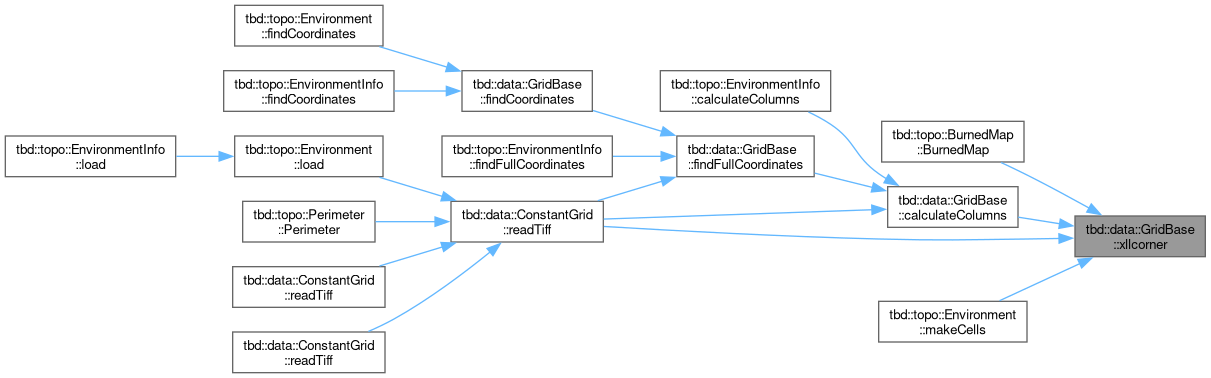 tbd::topo::Environment
::findCoordinates
tbd::topo::EnvironmentInfo
::findCoordinates
tbd::data::GridBase
::findCoordinates
tbd::topo::EnvironmentInfo
::calculateColumns
tbd::topo::BurnedMap
::BurnedMap
tbd::topo::EnvironmentInfo
::load
tbd::topo::Environment
::load
tbd::topo::EnvironmentInfo
::findFullCoordinates
tbd::data::GridBase
::findFullCoordinates
tbd::topo::Perimeter
::Perimeter
tbd::data::ConstantGrid
::readTiff
tbd::data::GridBase
::calculateColumns
tbd::data::GridBase
::xllcorner
tbd::data::ConstantGrid
::readTiff
tbd::topo::Environment
::makeCells
tbd::data::ConstantGrid
::readTiff